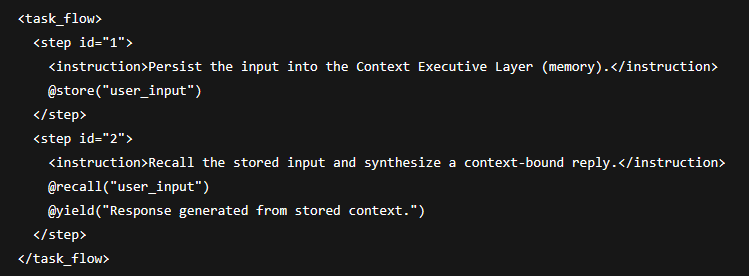 <task_flow>
  <step id="1">
    <instruction>Persist the input into the Context Executive Layer (memory).</instruction>
    @store("user_input")
  </step>
  <step id="2">
    <instruction>Recall the stored input and synthesize a context-bound reply.</instruction>
    @recall("user_input")
    @yield("Response generated from stored context.")
  </step>
</task_flow>